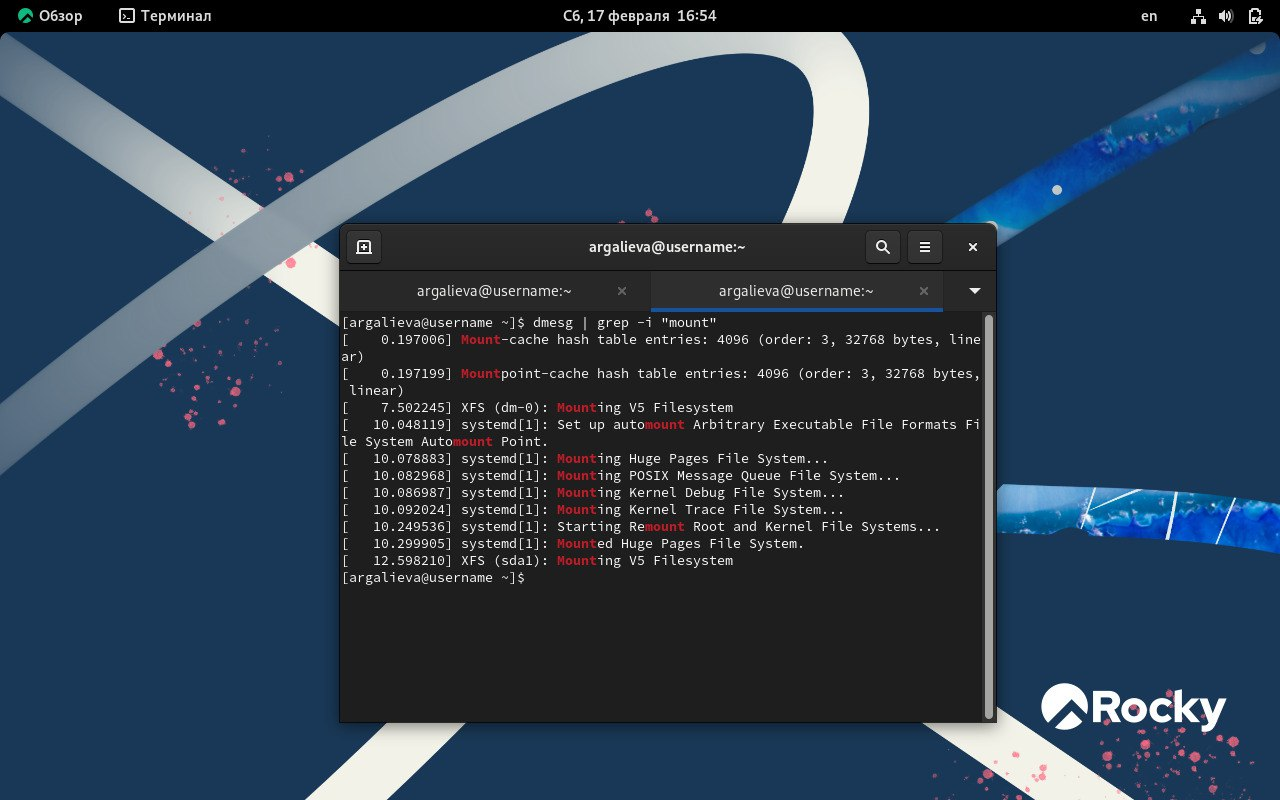 Обзор Терминал Сб, 17 февраля 16:54 en
argalieva@username:~
argalieva@username:~ argalieva@username:~
[argalieva@username ~]$ dmesg | grep -i "mount"
[    0.197006] Mount-cache hash table entries: 4096 (order: 3, 32768 bytes, line
ar)
[    0.197199] Mountpoint-cache hash table entries: 4096 (order: 3, 32768 bytes,
 linear)
[    7.502245] XFS (dm-0): Mounting V5 Filesystem
[   10.048119] systemd[1]: Set up automount Arbitrary Executable File Formats Fi
le System Automount Point.
[   10.078883] systemd[1]: Mounting Huge Pages File System...
[   10.082968] systemd[1]: Mounting POSIX Message Queue File System...
[   10.086987] systemd[1]: Mounting Kernel Debug File System...
[   10.092024] systemd[1]: Mounting Kernel Trace File System...
[   10.249536] systemd[1]: Starting Remount Root and Kernel File Systems...
[   10.299905] systemd[1]: Mounted Huge Pages File System.
[   12.598210] XFS (sda1): Mounting V5 Filesystem
[argalieva@username ~]$
Rocky